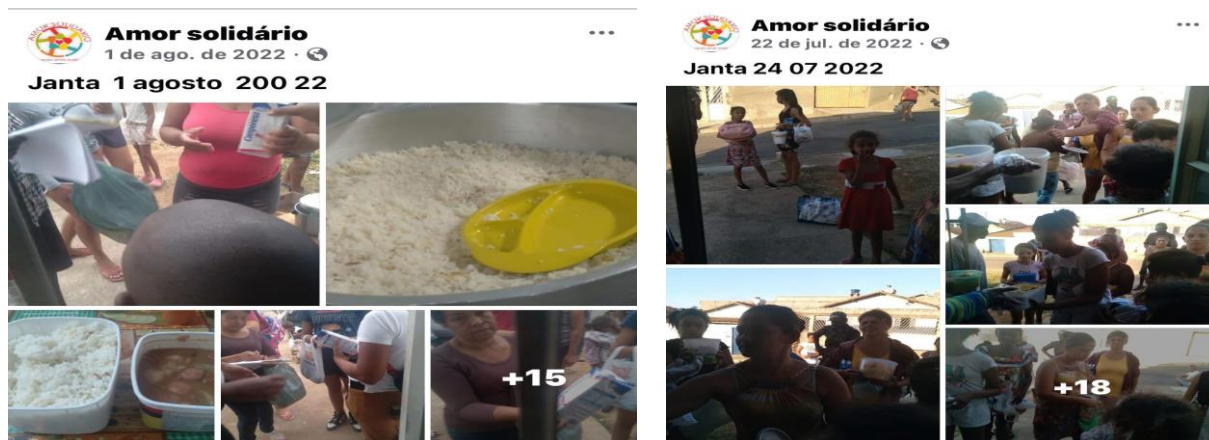 Amor solidário
1 de ago. de 2022 ·
Janta 1 agosto 200 22
+15
Amor solidário
22 de jul. de 2022 ·
Janta 24 07 2022
+18